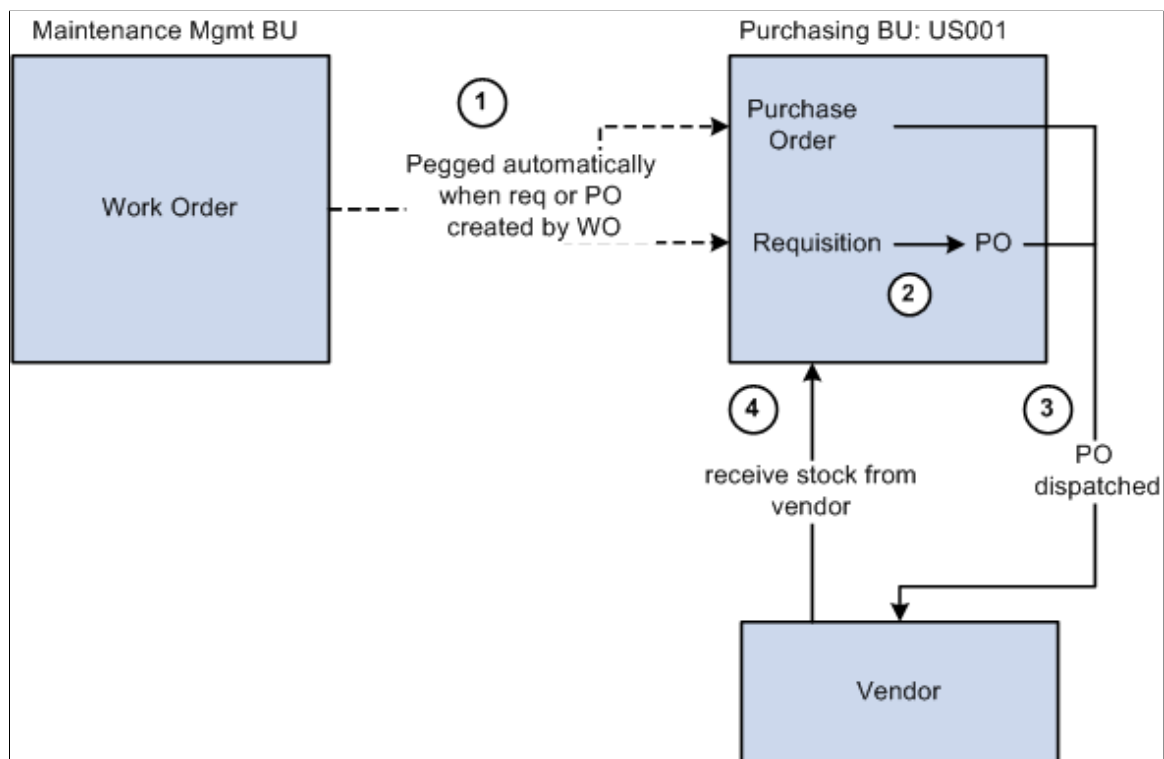 Maintenance Mgmt BU
Purchasing BU: US001
1
Purchase
Order
Pegged automatically
when req or PO
created by WO
Work Order
Requisition
PO
2
4
3
receive stock from
vendor
PO
dispatched
Vendor